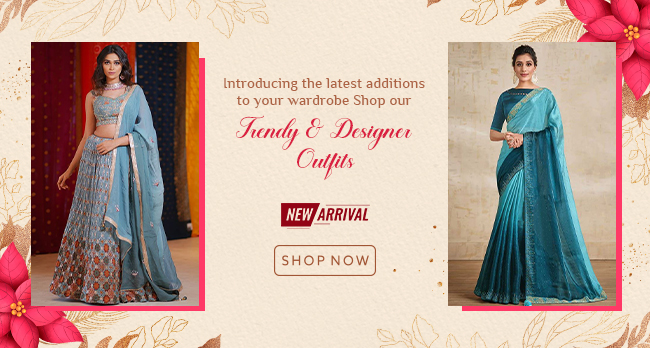 Introducing the latest additions
to your wardrobe Shop our
Trendy & Designer
Outfits
NEW ARRIVAL
SHOP NOW